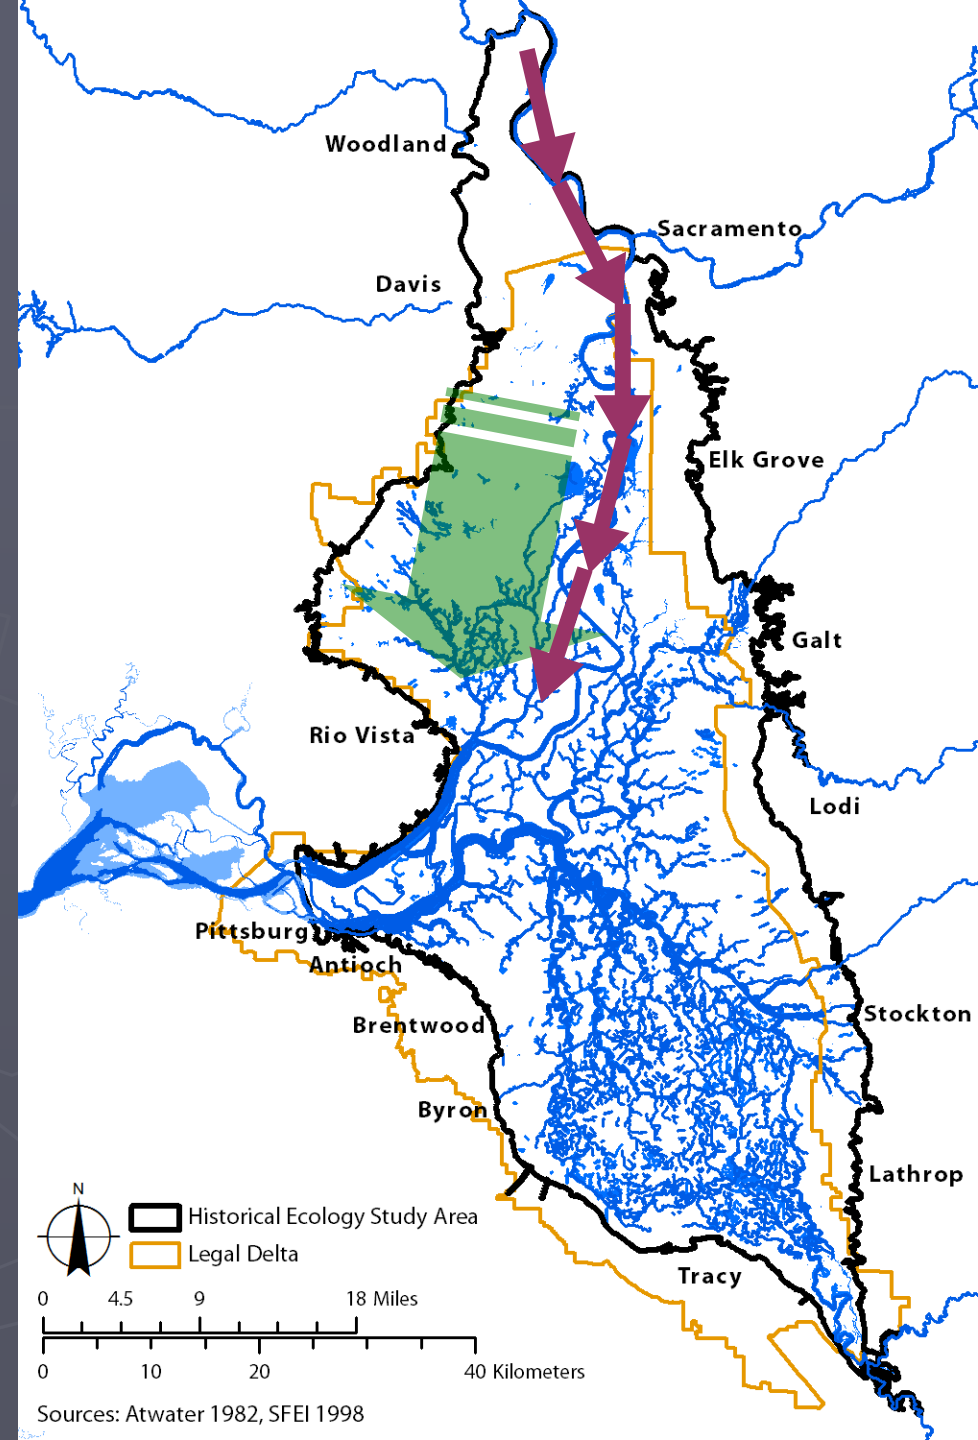 Woodland
Sacramento
Davis
Elk Grove
Galt
Rio Vista
Lodi
Pittsburg
Antioch
Stockton
Brentwood
Byron
Lathrop
Tracy
N
Historical Ecology Study Area
Legal Delta
0 4.5 9 18 Miles
0 10 20 40 Kilometers
Sources: Atwater 1982, SFEI 1998